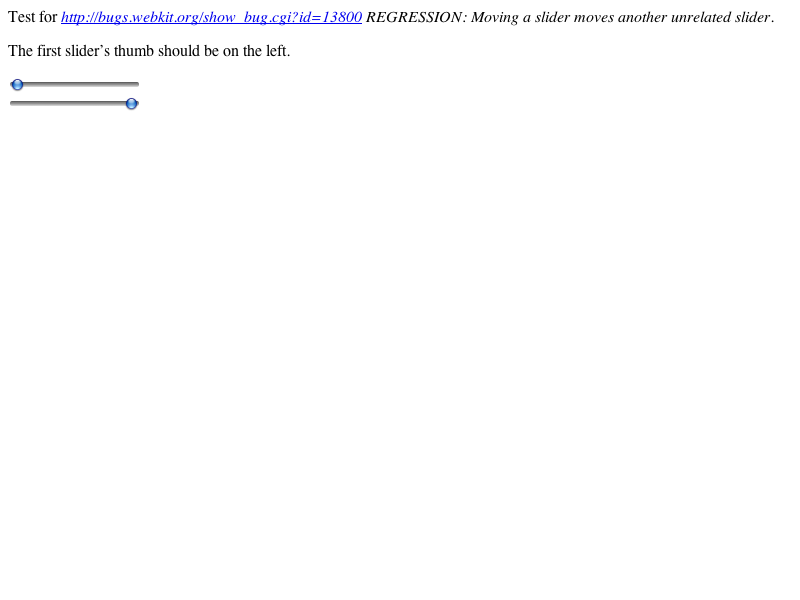 Test for http://bugs.webkit.org/show_bug.cgi?id=13800 REGRESSION: Moving a slider moves another unrelated slider.
The first slider’s thumb should be on the left.